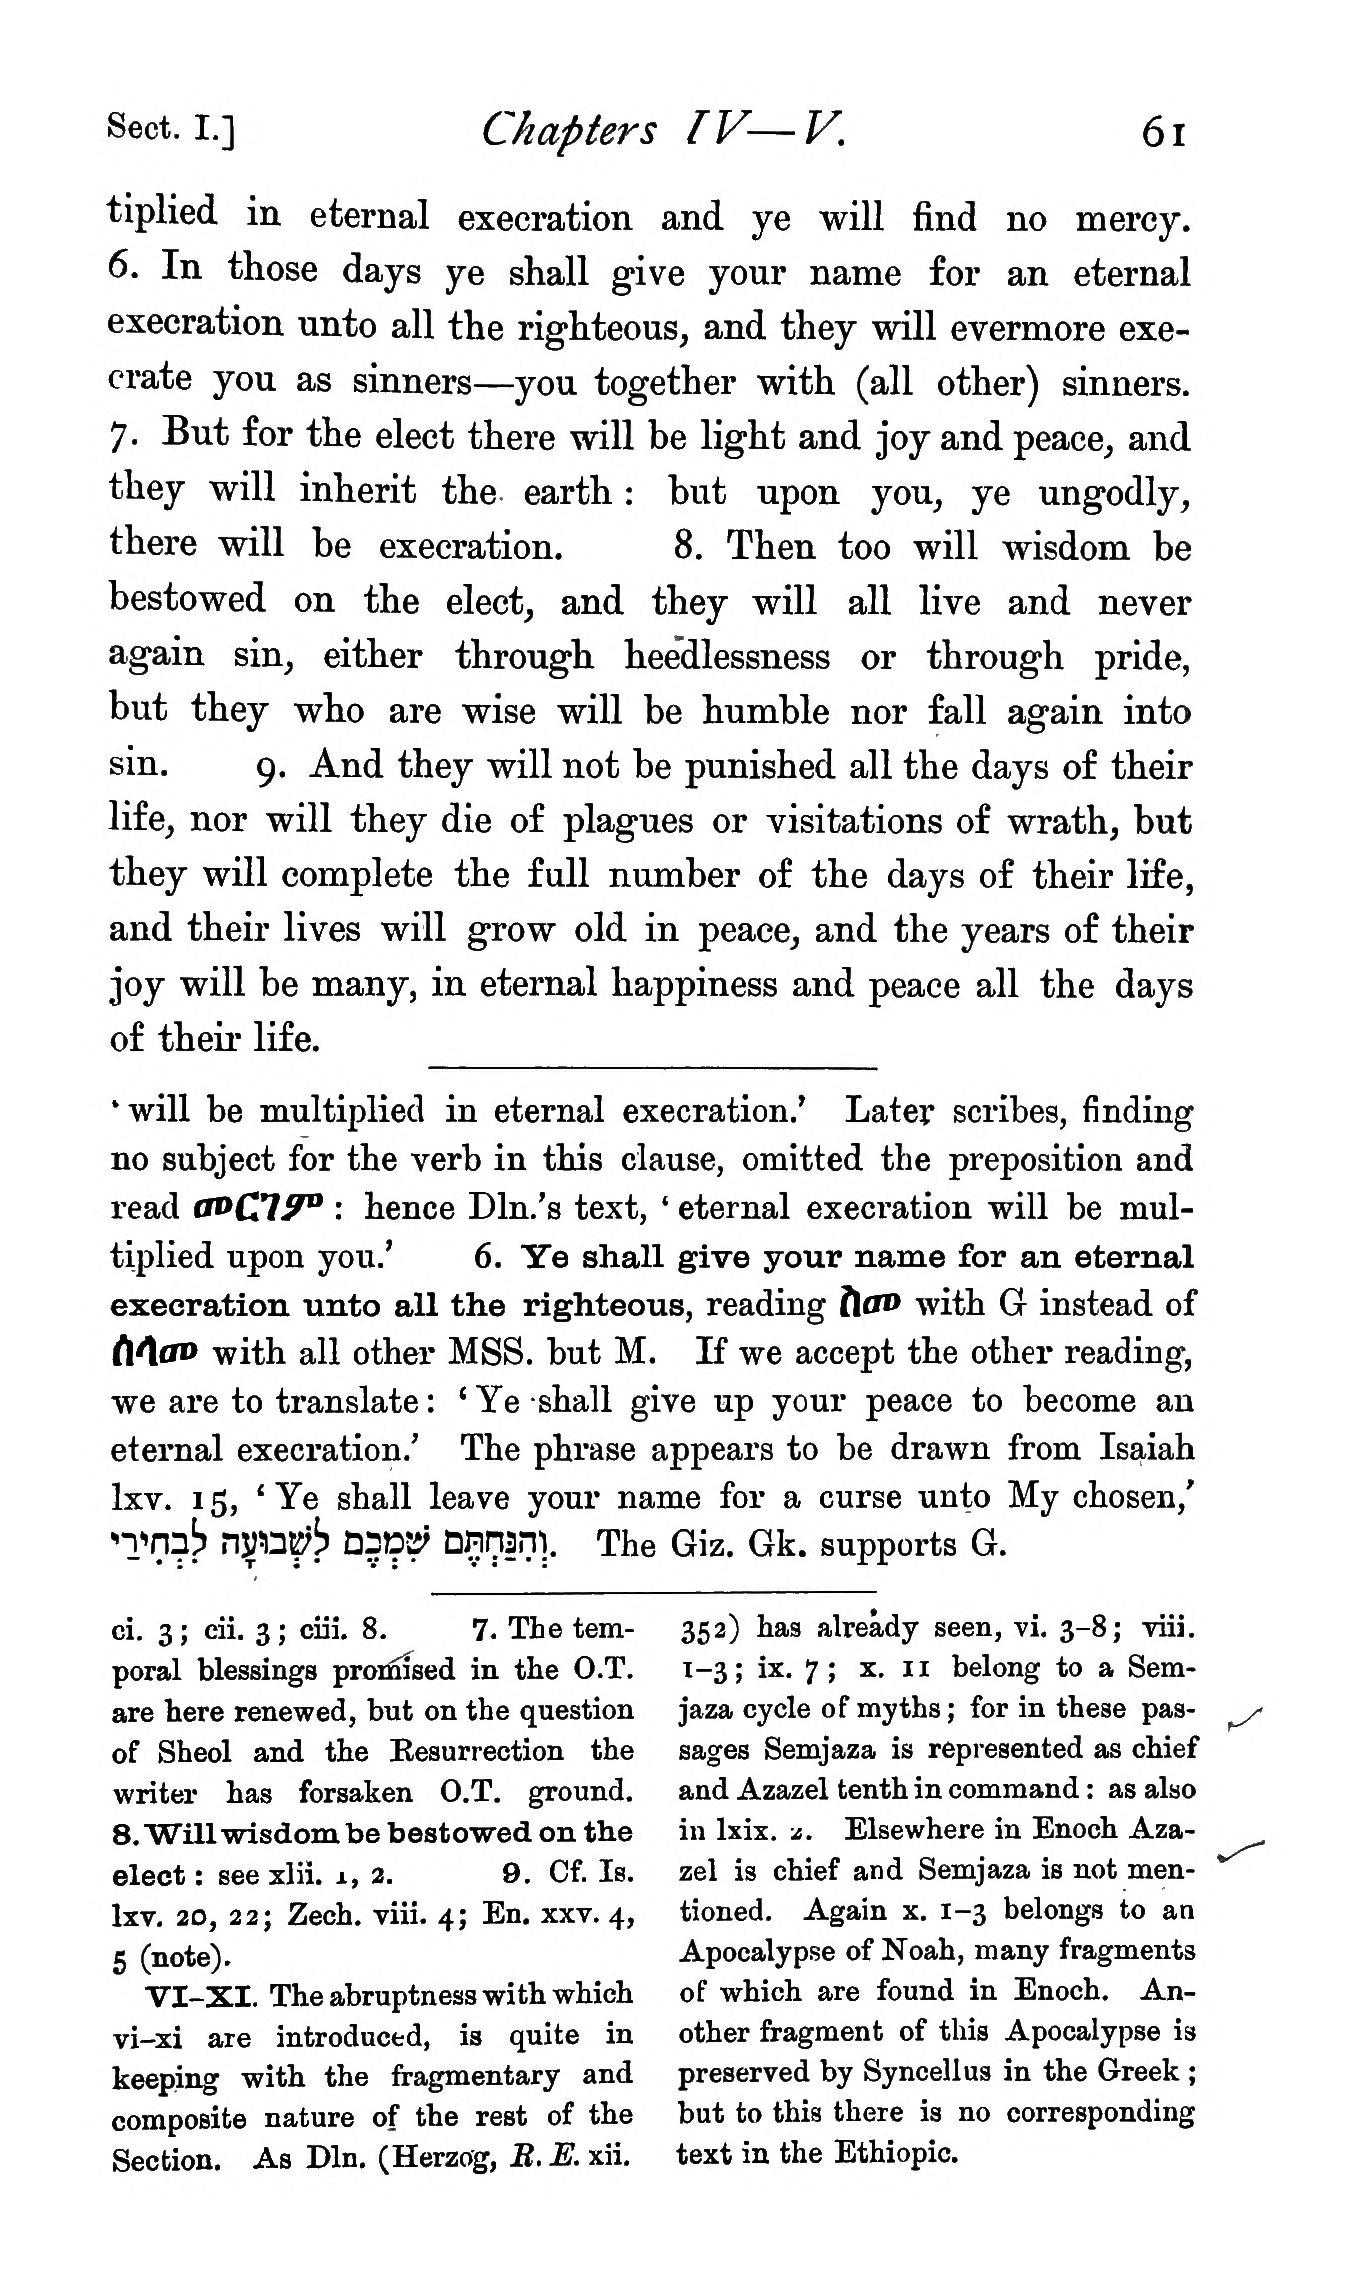 Sect. I.] Chapters IV—V. 61
tiplied in eternal execration and ye will find no mercy.
6. In those days ye shall give your name for an eternal
execration unto all the righteous, and they will evermore exe-
crate you as sinners—you together with (all other) sinners.
7. But for the elect there will be light and joy and peace, and
they will inherit the earth : but upon you, ye ungodly,
there will be execration. 8. Then too will wisdom be
bestowed on the elect, and they will all live and never
again sin, either through heedlessness or through pride,
but they who are wise will be humble nor fall again into
sin. 9. And they will not be punished all the days of their
life, nor will they die of plagues or visitations of wrath, but
they will complete the full number of the days of their life,
and their lives will grow old in peace, and the years of their
joy will be many, in eternal happiness and peace all the days
of their life.
‘will be multiplied in eternal execration.’ Later scribes, finding
no subject for the verb in this clause, omitted the preposition and
read መርገም : hence Dln.’s text, ‘eternal execration will be mul-
tiplied upon you.’ 6. Ye shall give your name for an eternal
execration unto all the righteous, reading ስመ with G instead of
ሰላመ with all other MSS. but M. If we accept the other reading,
we are to translate : ‘Ye shall give up your peace to become an
eternal execration.’ The phrase appears to be drawn from Isaiah
lxv. 15, ‘Ye shall leave your name for a curse unto My chosen,’
וְהִנַּחְתֶּם שִׁמְכֶם לִשְׁבוּעָה לִבְחִירַי. The Giz. Gk. supports G.
ci. 3; cii. 3; ciii. 8. 7. The tem-
poral blessings promised in the O.T.
are here renewed, but on the question
of Sheol and the Resurrection the
writer has forsaken O.T. ground.
8. Will wisdom be bestowed on the
elect : see xlii. 1, 2. 9. Cf. Is.
lxv. 20, 22; Zech. viii. 4; En. xxv. 4,
5 (note).
VI–XI. The abruptness with which
vi–xi are introduced, is quite in
keeping with the fragmentary and
composite nature of the rest of the
Section. As Dln. (Herzog, R. E. xii.
352) has already seen, vi. 3–8; viii.
1–3; ix. 7; x. 11 belong to a Sem-
jaza cycle of myths; for in these pas-
sages Semjaza is represented as chief
and Azazel tenth in command : as also
in lxix. 2. Elsewhere in Enoch Aza-
zel is chief and Semjaza is not men-
tioned. Again x. 1–3 belongs to an
Apocalypse of Noah, many fragments
of which are found in Enoch. An-
other fragment of this Apocalypse is
preserved by Syncellus in the Greek ;
but to this there is no corresponding
text in the Ethiopic.